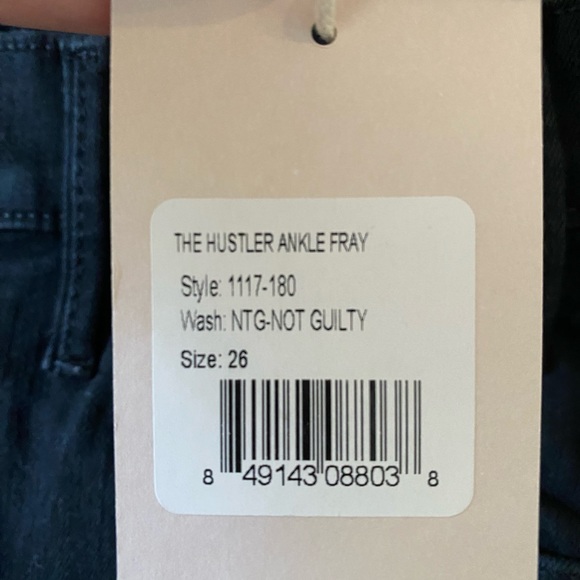 THE HUSTLER ANKLE FRAY
Style: 1117-180
Wash: NTG-NOT GUILTY
Size: 26
8 49143 08803 8